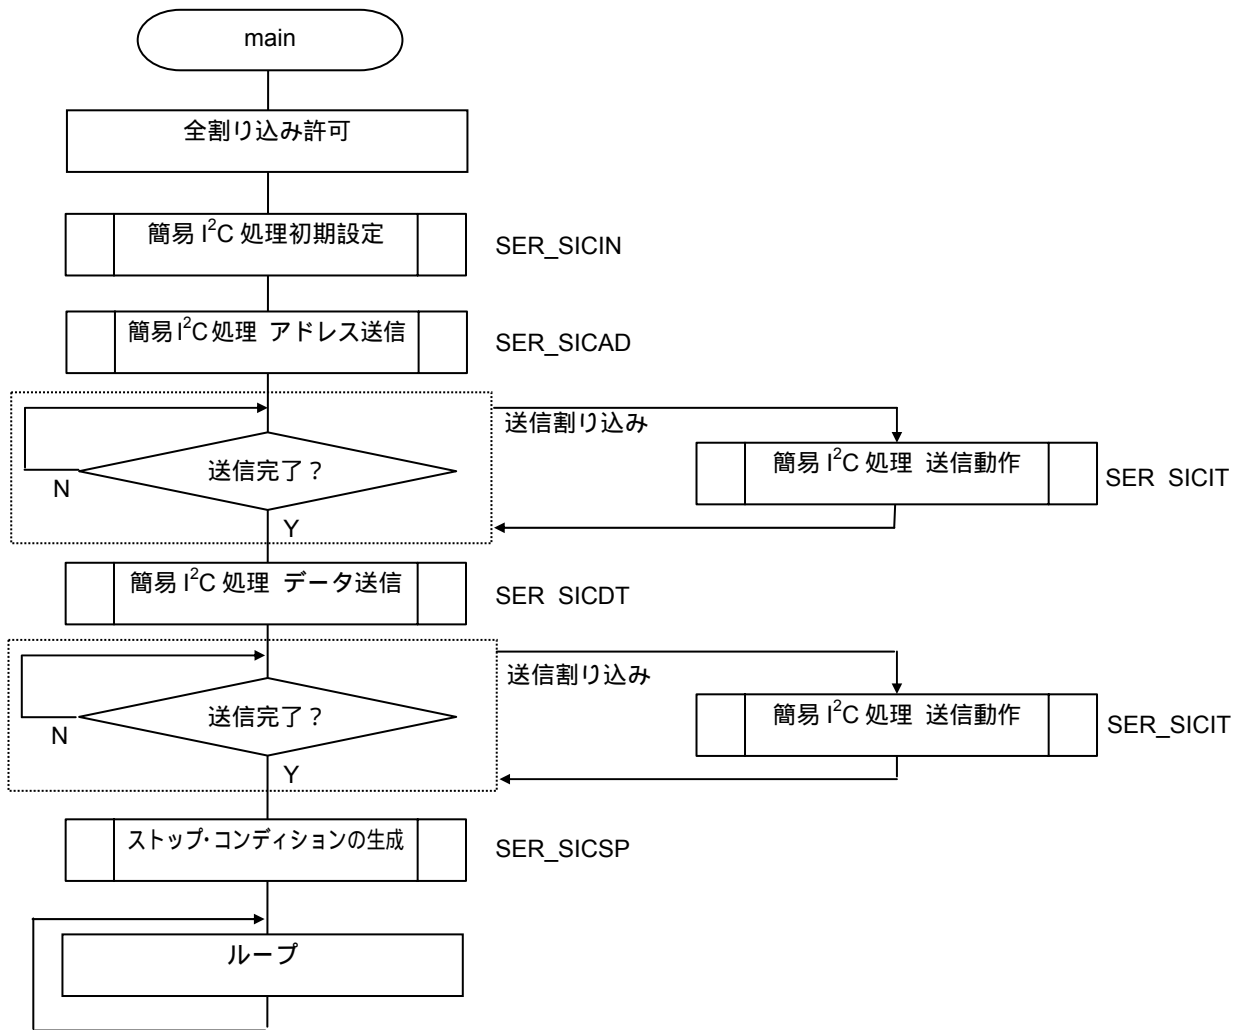 main
全割り込み許可
簡易 I²C 処理初期設定
SER_SICIN
簡易 I²C 処理 アドレス送信
SER_SICAD
送信割り込み
送信完了？
N
Y
簡易 I²C 処理 送信動作
SER SICIT
簡易 I²C 処理 データ送信
SER SICDT
送信割り込み
送信完了？
N
Y
簡易 I²C 処理 送信動作
SER_SICIT
ストップ・コンディションの生成
SER_SICSP
ループ